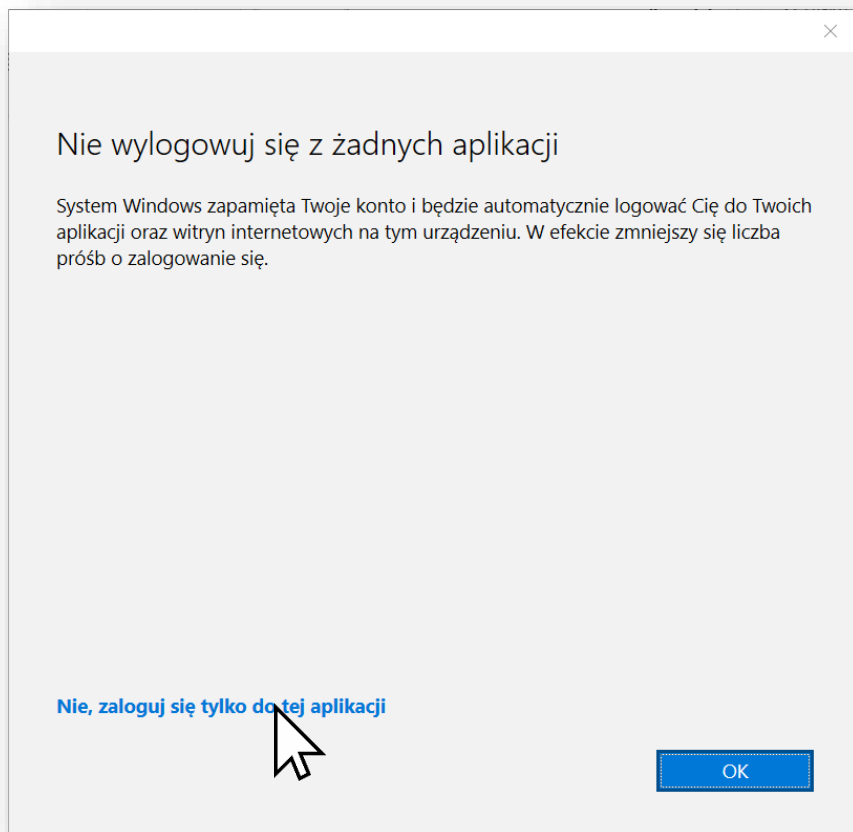 Nie wylogowuj się z żadnych aplikacji
System Windows zapamięta Twoje konto i będzie automatycznie logować Cię do Twoich
aplikacji oraz witryn internetowych na tym urządzeniu. W efekcie zmniejszy się liczba
próśb o zalogowanie się.
Nie, zaloguj się tylko do tej aplikacji
OK